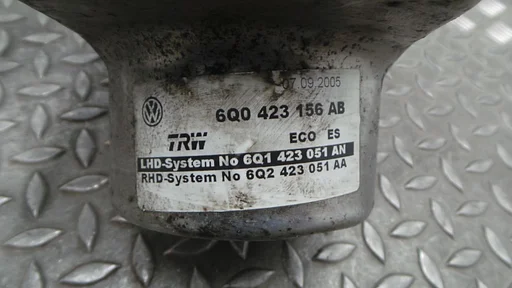 07.09.2005
6Q0 423 156 AB
TRW ECO ES
LHD-System No 6Q1 423 051 AN
RHD-System No 6Q2 423 051 AA